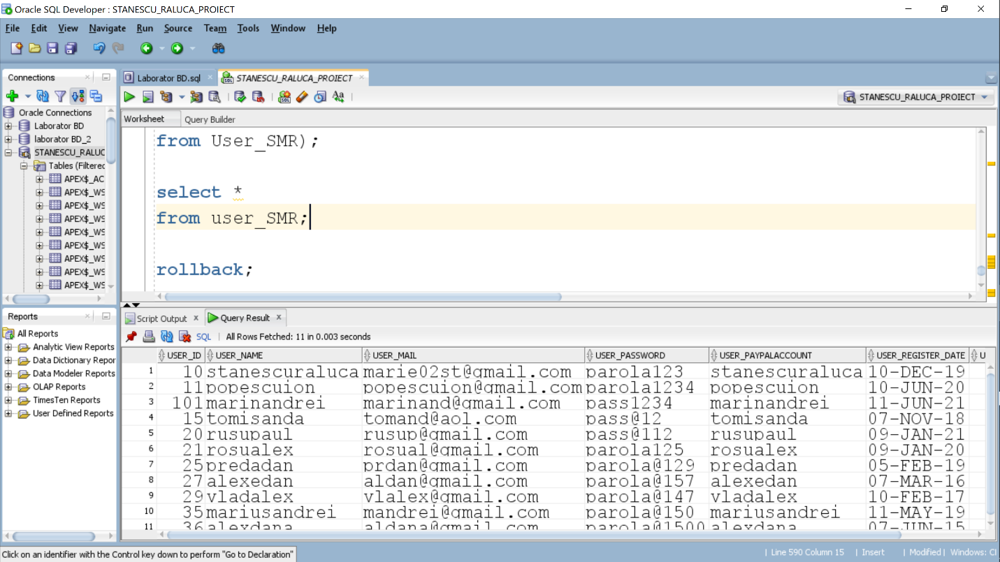 Oracle SQL Developer : STANESCU_RALUCA_PROIECT
File Edit View Navigate Run Source Team Tools Window Help
Connections
Laborator BD.sql
STANESCU_RALUCA_PROIECT
STANESCU_RALUCA_PROIECT
Oracle Connections
Laborator BD
laborator BD_2
STANESCU_RALUC
Tables (Filtered
APEX$_AC
APEX$_WS
APEX$_WS
APEX$_WS
APEX$_WS
APEX$_WS
APEX$_WS
APEX$_WS
APEX$_WS
Worksheet Query Builder
from User_SMR);
select *
from user_SMR;
rollback;
Reports
All Reports
Analytic View Reports
Data Dictionary Repor
Data Modeler Reports
OLAP Reports
TimesTen Reports
User Defined Reports
Script Output x Query Result x
SQL | All Rows Fetched: 11 in 0.003 seconds
USER_ID USER_NAME USER_MAIL USER_PASSWORD USER_PAYPALACCOUNT USER_REGISTER_DATE U
1 10 stanescuraluca marie02st@gmail.com parola123 stanescuraluca 10-DEC-19
2 11 popescuion popescuion@gmail.com parola1234 popescuion 10-JUN-20
3 101 marinandrei marinand@gmail.com pass1234 marinandrei 11-JUN-21
4 15 tomisanda tomand@aol.com pass@12 tomisanda 07-NOV-18
5 20 rusupaul rusup@gmail.com pass@112 rusupaul 09-JAN-21
6 21 rosualex rosual@gmail.com parola125 rosualex 09-JAN-20
7 25 predadan prdan@gmail.com parola@129 predadan 05-FEB-19
8 27 alexedan aldan@gmail.com parola@157 alexedan 07-MAR-16
9 29 vladalex vlalex@gmail.com parola@147 vladalex 10-FEB-17
10 35 mariusandrei mandrei@gmail.com parola@150 mariusandrei 11-MAY-19
11 36 alexdana aldana@gmail.com parola@1500 alexdana 07-JUN-15
Click on an identifier with the Control key down to perform "Go to Declaration"
| Line 590 Column 15 | Insert | Modified | Windows: Cl